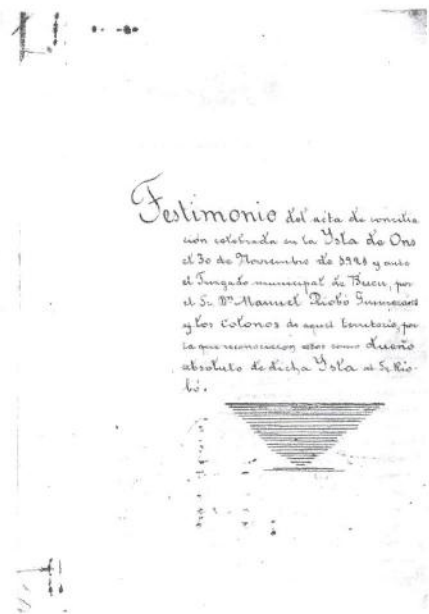 Testimonio del acta de concilia
ción celebrada en la Ysla de Ons
el 30 de Noviembre de 1929 y ante
el Juzgado municipal de Bueu, por
el Sr. Dn. Manuel Riobó Guimerans
y los colonos de aquel territorio, por
la que reconocieron estos como dueño
absoluto de dicha Ysla al Sr. Rio-
bó.